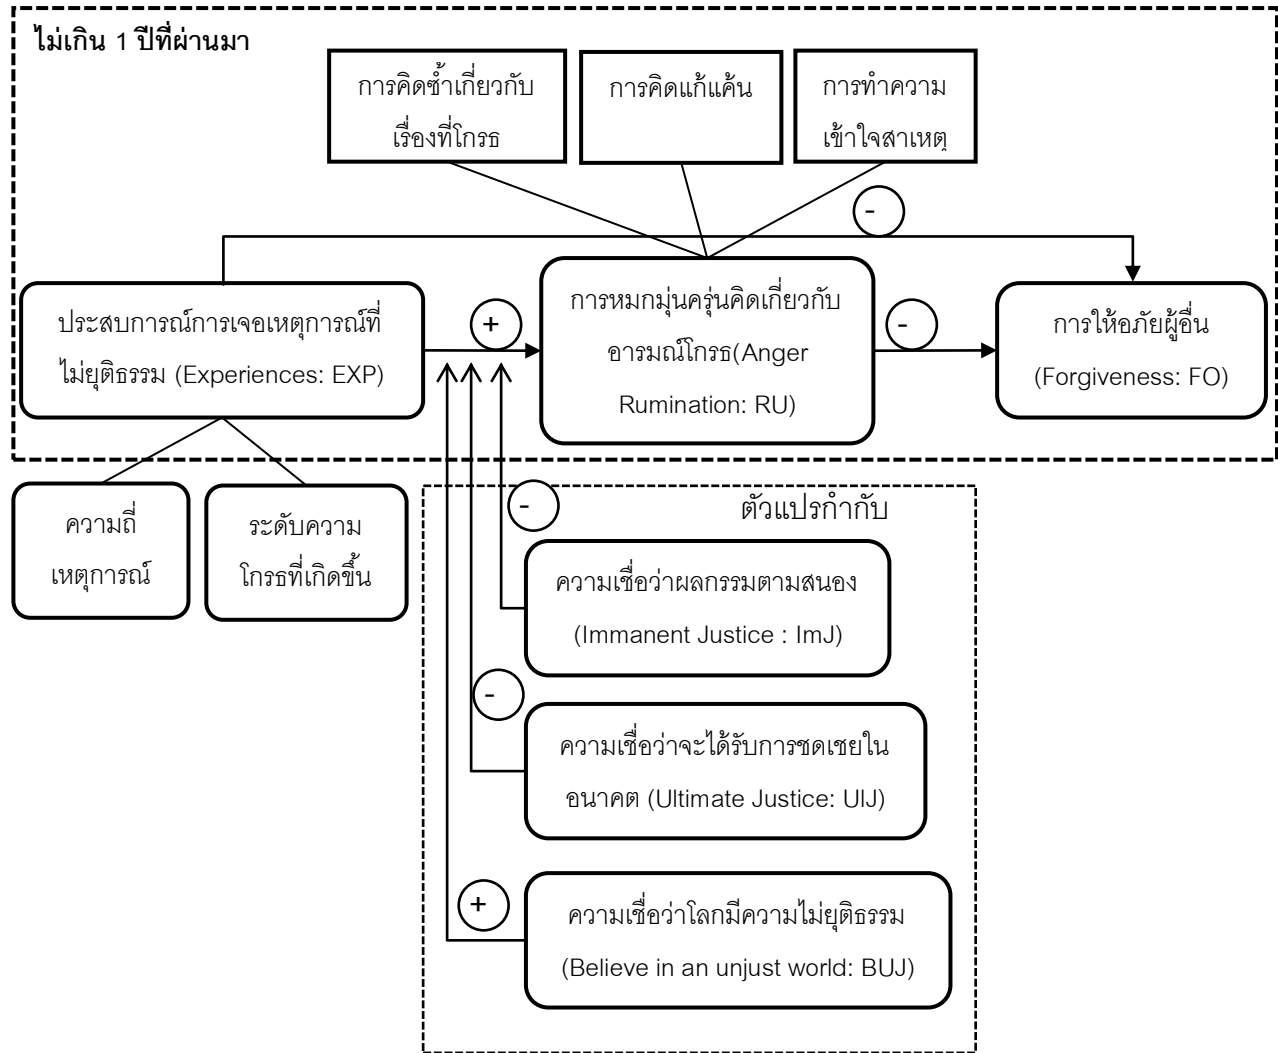 ไม่เกิน 1 ปีที่ผ่านมา
การคิดซ้ำเกี่ยวกับ
เรื่องที่โกรธ
การคิดแก้แค้น
การทำความ
เข้าใจสาเหตุ
-
ประสบการณ์การเจอเหตุการณ์ที่
ไม่ยุติธรรม (Experiences: EXP)
+
การหมกมุ่นครุ่นคิดเกี่ยวกับ
อารมณ์โกรธ(Anger
Rumination: RU)
-
การให้อภัยผู้อื่น
(Forgiveness: FO)
ความถี่
เหตุการณ์
ระดับความ
โกรธที่เกิดขึ้น
ตัวแปรกำกับ
-
ความเชื่อว่าผลกรรมตามสนอง
(Immanent Justice : ImJ)
-
ความเชื่อว่าจะได้รับการชดเชยใน
อนาคต (Ultimate Justice: UIJ)
+
ความเชื่อว่าโลกมีความไม่ยุติธรรม
(Believe in an unjust world: BUJ)